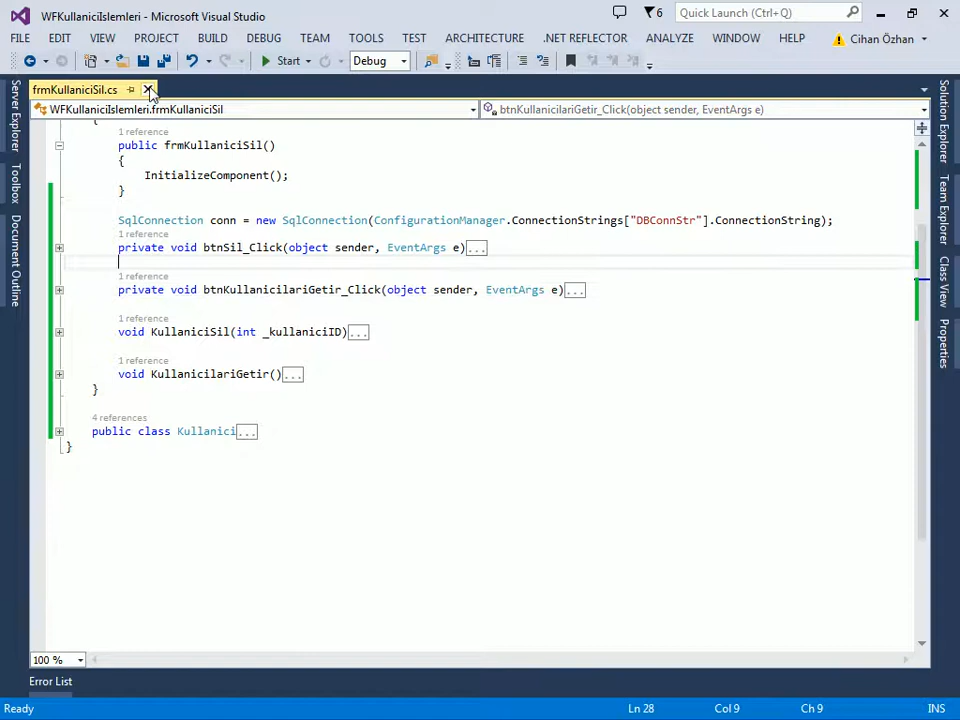 WFKullaniciIslemleri - Microsoft Visual Studio
6
Quick Launch (Ctrl+Q)
FILE EDIT VIEW PROJECT BUILD DEBUG TEAM TOOLS TEST ARCHITECTURE .NET REFLECTOR ANALYZE WINDOW HELP Cihan Özhan
Start Debug
frmKullaniciSil.cs
WFKullaniciIslemleri.frmKullaniciSil
btnKullanicilariGetir_Click(object sender, EventArgs e)
Server Explorer
Toolbox
Document Outline
{
1 reference
public frmKullaniciSil()
{
InitializeComponent();
}
SqlConnection conn = new SqlConnection(ConfigurationManager.ConnectionStrings["DBConnStr"].ConnectionString);
1 reference
private void btnSil_Click(object sender, EventArgs e)...
1 reference
private void btnKullanicilariGetir_Click(object sender, EventArgs e)...
1 reference
void KullaniciSil(int _kullaniciID)...
1 reference
void KullanicilariGetir()...
}
4 references
public class Kullanici...
}
Solution Explorer
Team Explorer
Class View
Properties
100 %
Error List
Ready
Ln 28
Col 9
Ch 9
INS